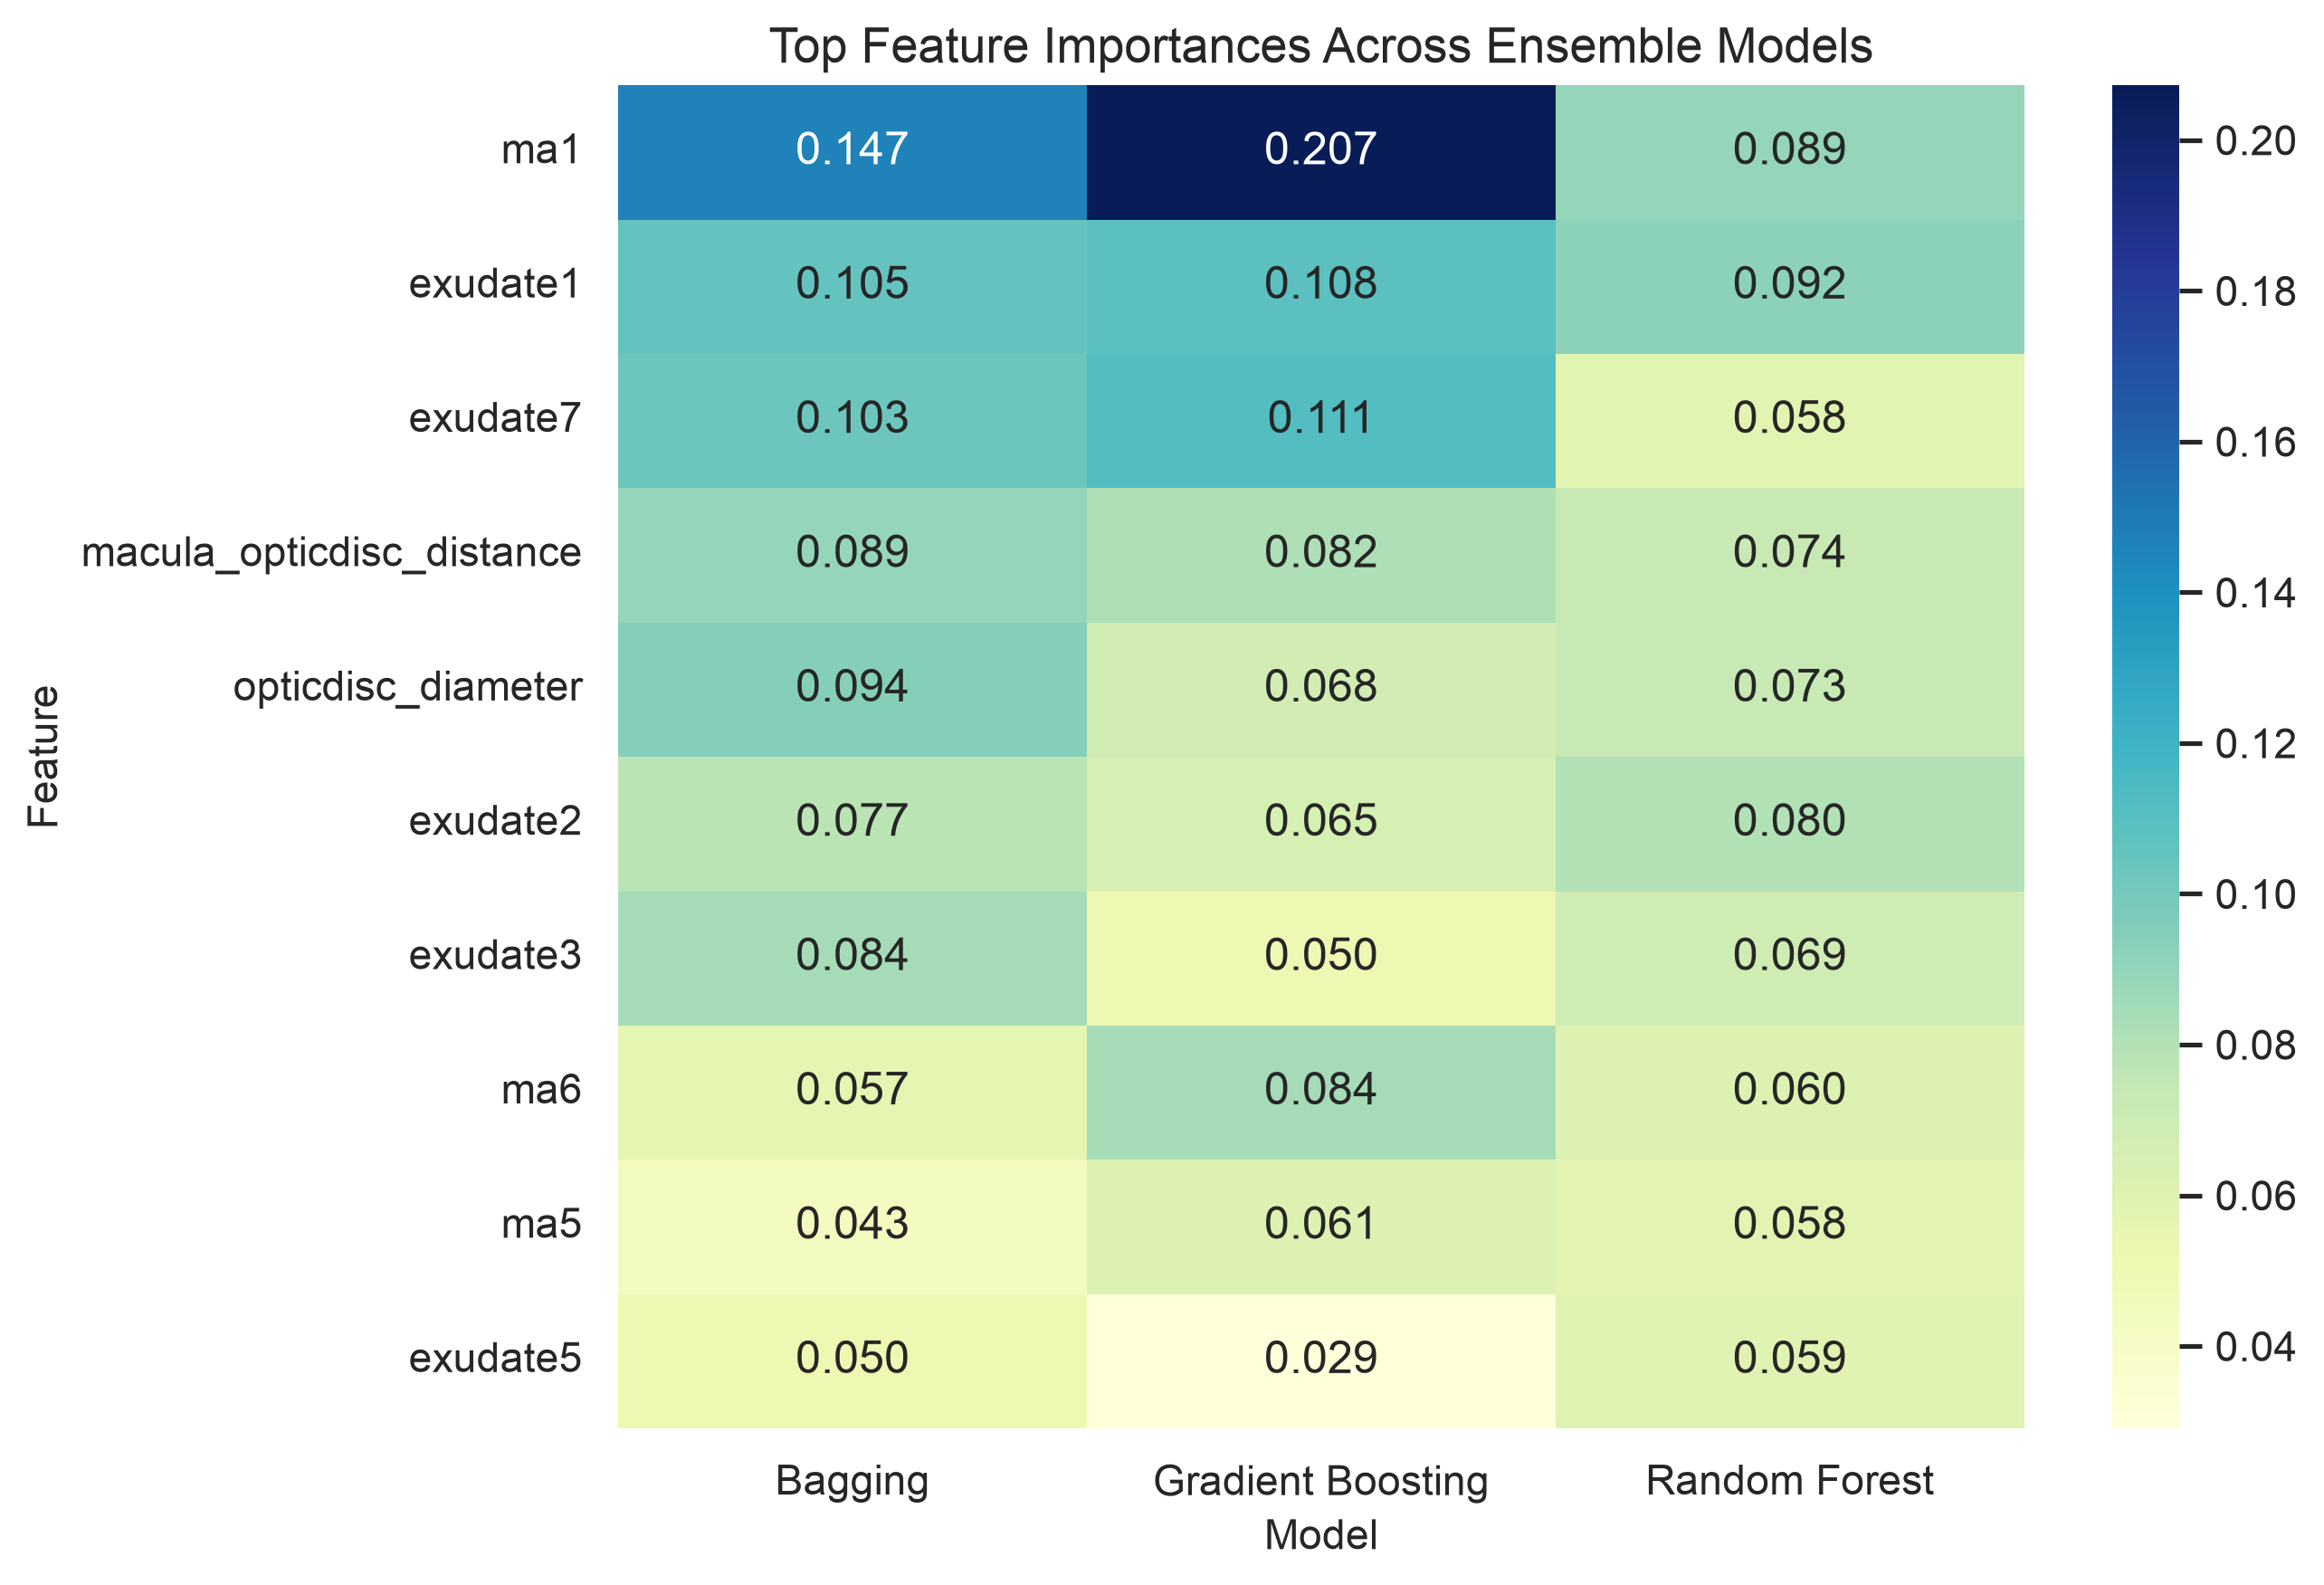 Top Feature Importances Across Ensemble Models
ma1 0.147 0.207 0.089
exudate1 0.105 0.108 0.092
exudate7 0.103 0.111 0.058
macula_opticdisc_distance 0.089 0.082 0.074
opticdisc_diameter 0.094 0.068 0.073
exudate2 0.077 0.065 0.080
exudate3 0.084 0.050 0.069
ma6 0.057 0.084 0.060
ma5 0.043 0.061 0.058
exudate5 0.050 0.029 0.059
Feature
Bagging Gradient Boosting Random Forest
Model
0.20
0.18
0.16
0.14
0.12
0.10
0.08
0.06
0.04